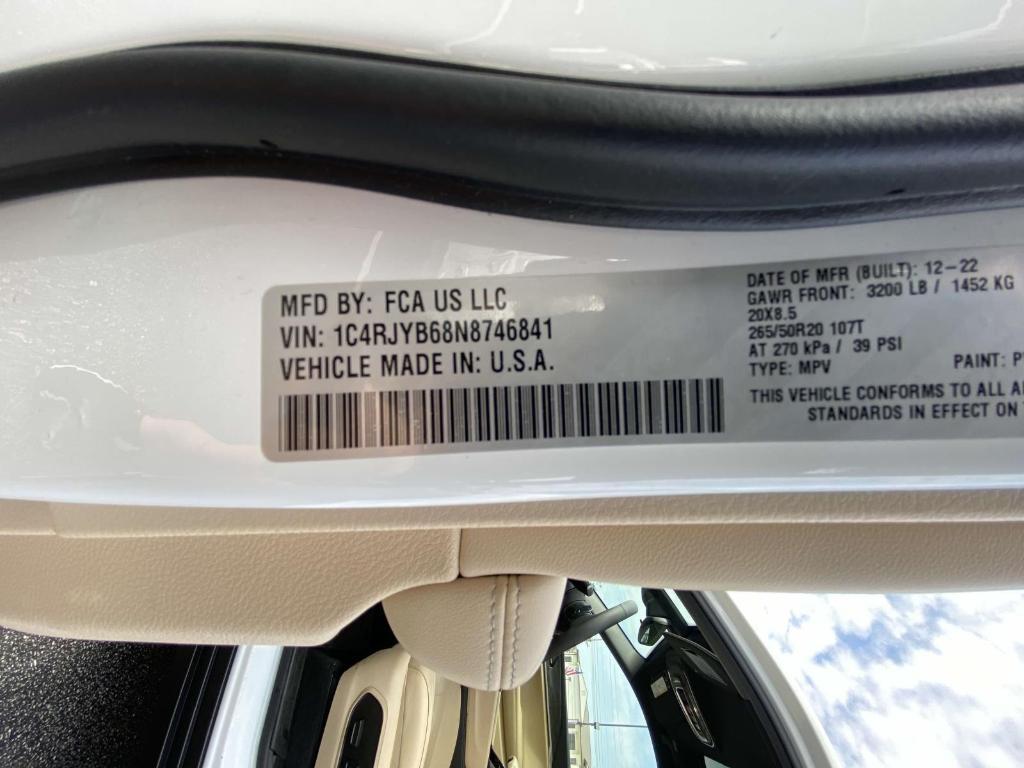 MFD BY: FCA US LLC
VIN: 1C4RJYB68N8746841
VEHICLE MADE IN: U.S.A.
DATE OF MFR (BUILT): 12-22
GAWR FRONT: 3200 LB / 1452 KG
20X8.5
265/50R20 107T
AT 270 kPa / 39 PSI
TYPE: MPV PAINT:
THIS VEHICLE CONFORMS TO ALL
STANDARDS IN EFFECT ON